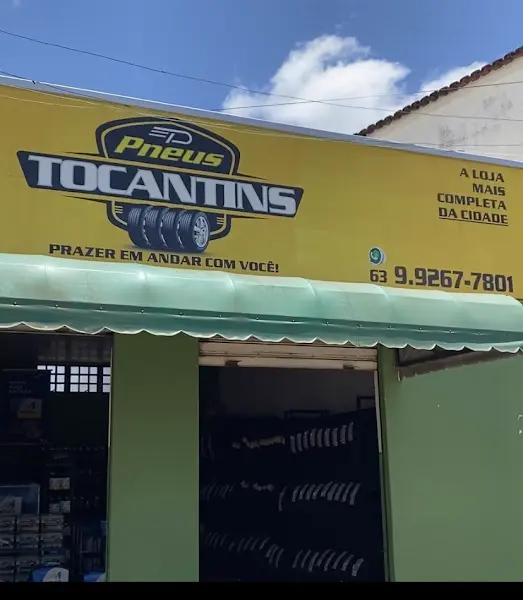 Pneus
TOCANTINS
PRAZER EM ANDAR COM VOCÊ!
A LOJA
MAIS
COMPLETA
DA CIDADE
63 9.9267-7801